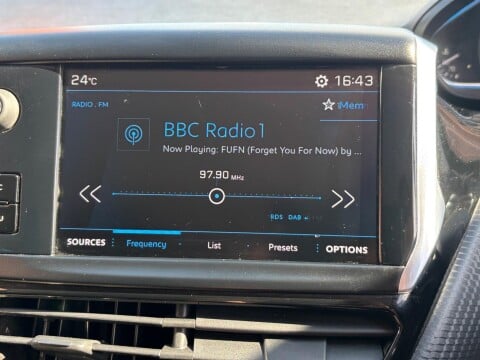 24°C
16:43
RADIO . FM
Mem
BBC Radio 1
Now Playing: FUFN (Forget You For Now) by ...
97.90 MHz
RDS DAB
SOURCES Frequency List Presets OPTIONS
C
U